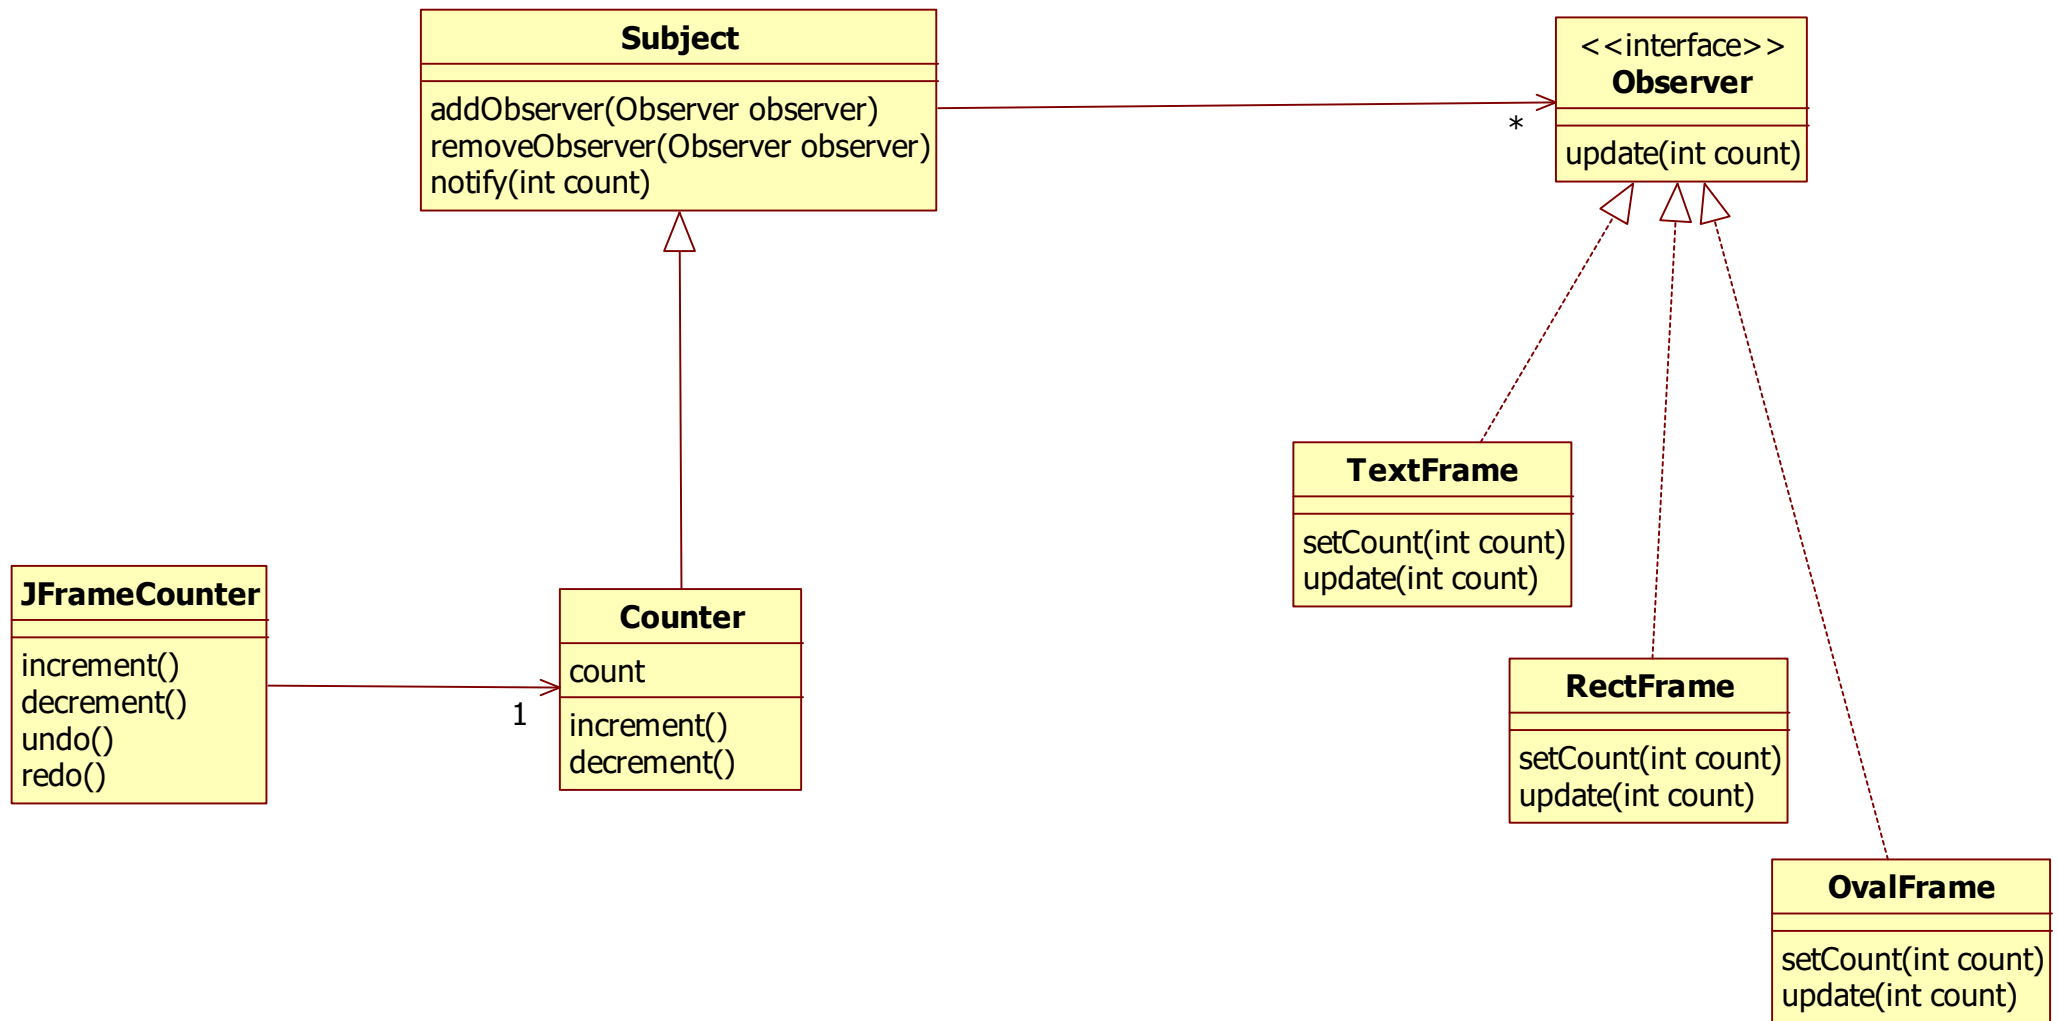 Subject
addObserver(Observer observer)
removeObserver(Observer observer)
notify(int count)
<<interface>>
Observer
update(int count)
*
TextFrame
setCount(int count)
update(int count)
JFrameCounter
increment()
decrement()
undo()
redo()
1
Counter
count
increment()
decrement()
RectFrame
setCount(int count)
update(int count)
OvalFrame
setCount(int count)
update(int count)